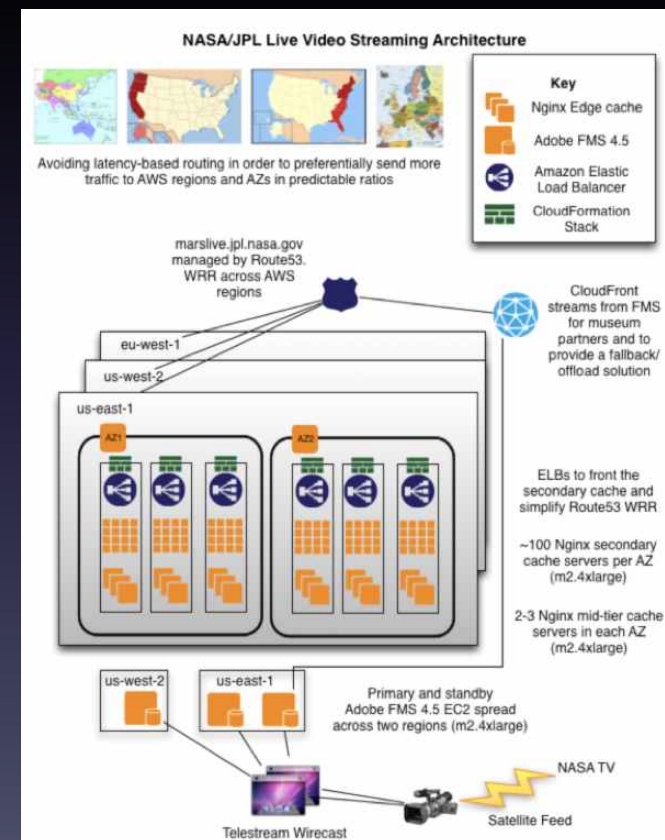 NASA/JPL Live Video Streaming Architecture
Avoiding latency-based routing in order to preferentially send more
traffic to AWS regions and AZs in predictable ratios
Key
Nginx Edge cache
Adobe FMS 4.5
Amazon Elastic
Load Balancer
CloudFormation
Stack
marslive.jpl.nasa.gov
managed by Route53.
WRR across AWS
regions
CloudFront
streams from FMS
for museum
partners and to
provide a fallback/
offload solution
eu-west-1
us-west-2
us-east-1
AZ1
AZ2
ELBs to front the
secondary cache and
simplify Route53 WRR
~100 Nginx secondary
cache servers per AZ
(m2.4xlarge)
2-3 Nginx mid-tier cache
servers in each AZ
(m2.4xlarge)
us-west-2
us-east-1
Primary and standby
Adobe FMS 4.5 EC2 spread
across two regions (m2.4xlarge)
NASA TV
Satellite Feed
Telestream Wirecast